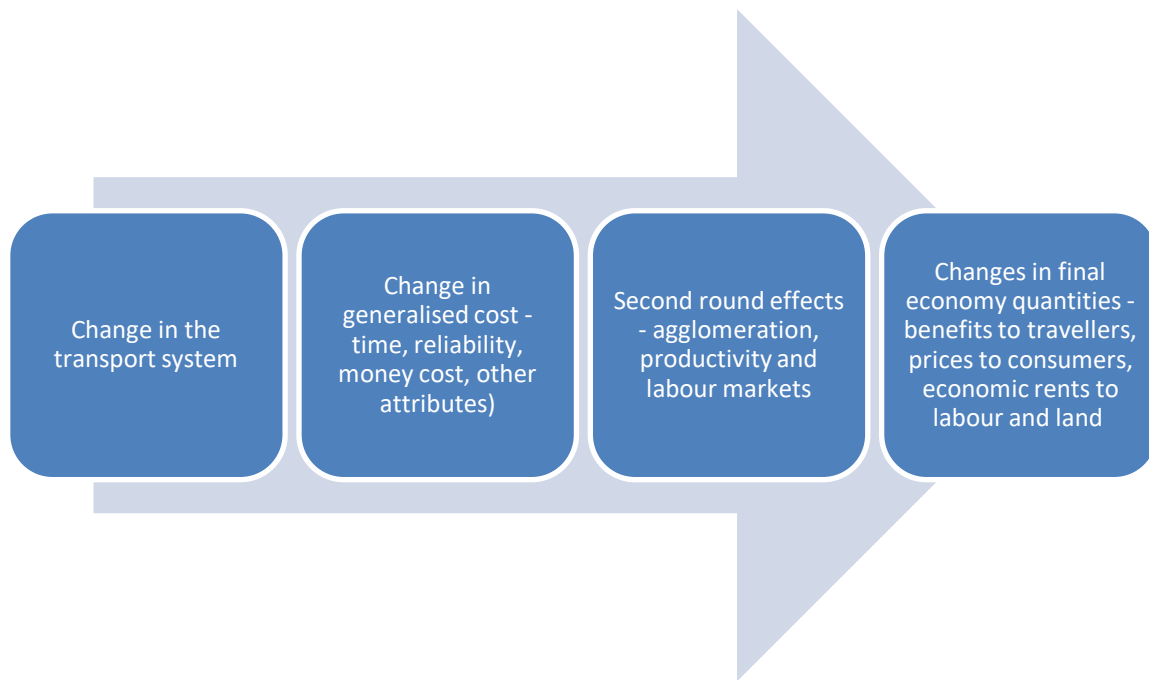 Change in the
transport system
Change in
generalised cost -
time, reliability,
money cost, other
attributes)
Second round effects
- agglomeration,
productivity and
labour markets
Changes in final
economy quantities -
benefits to travellers,
prices to consumers,
economic rents to
labour and land